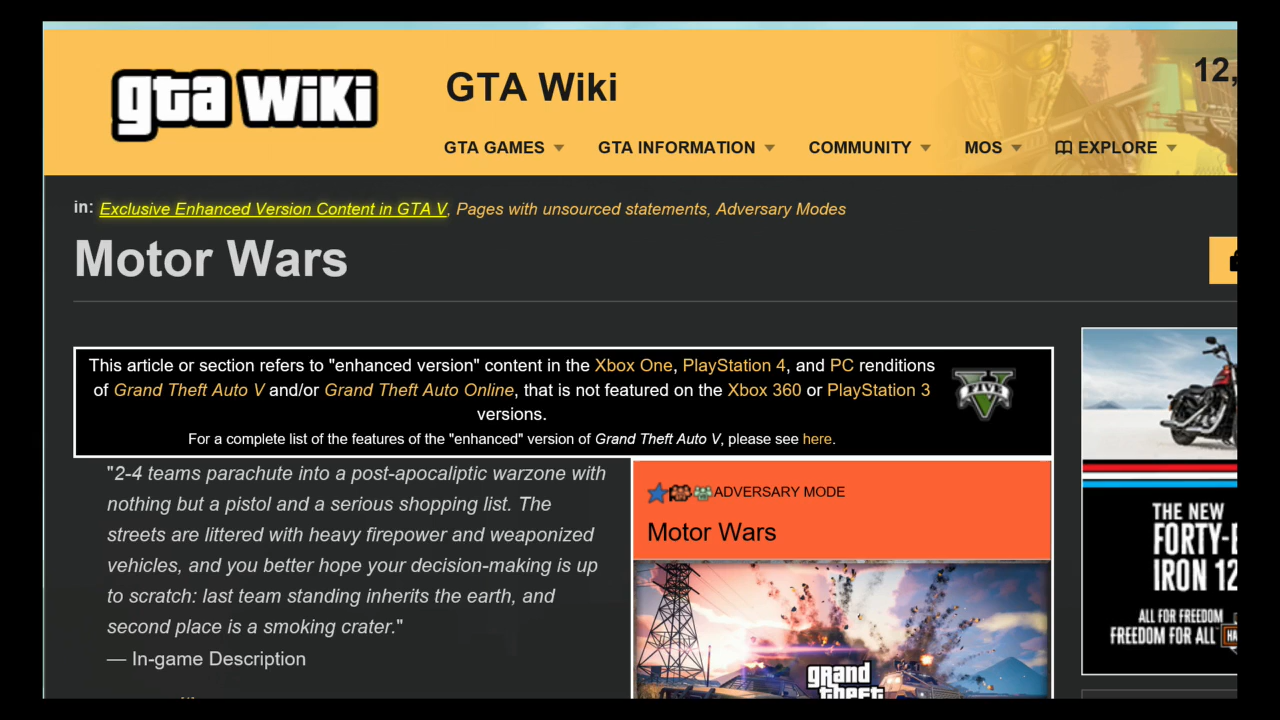 gta wiki
GTA Wiki
12,
GTA GAMES
GTA INFORMATION
COMMUNITY
MOS
EXPLORE
in: Exclusive Enhanced Version Content in GTA V, Pages with unsourced statements, Adversary Modes
Motor Wars
This article or section refers to "enhanced version" content in the Xbox One, PlayStation 4, and PC renditions
of Grand Theft Auto V and/or Grand Theft Auto Online, that is not featured on the Xbox 360 or PlayStation 3
versions.
For a complete list of the features of the "enhanced" version of Grand Theft Auto V, please see here.
V
FIVE
"2-4 teams parachute into a post-apocaliptic warzone with
nothing but a pistol and a serious shopping list. The
streets are littered with heavy firepower and weaponized
vehicles, and you better hope your decision-making is up
to scratch: last team standing inherits the earth, and
second place is a smoking crater."
— In-game Description
ADVERSARY MODE
Motor Wars
grand
theft
THE NEW
FORTY-
IRON 12
ALL FOR FREEDOM
FREEDOM FOR ALL